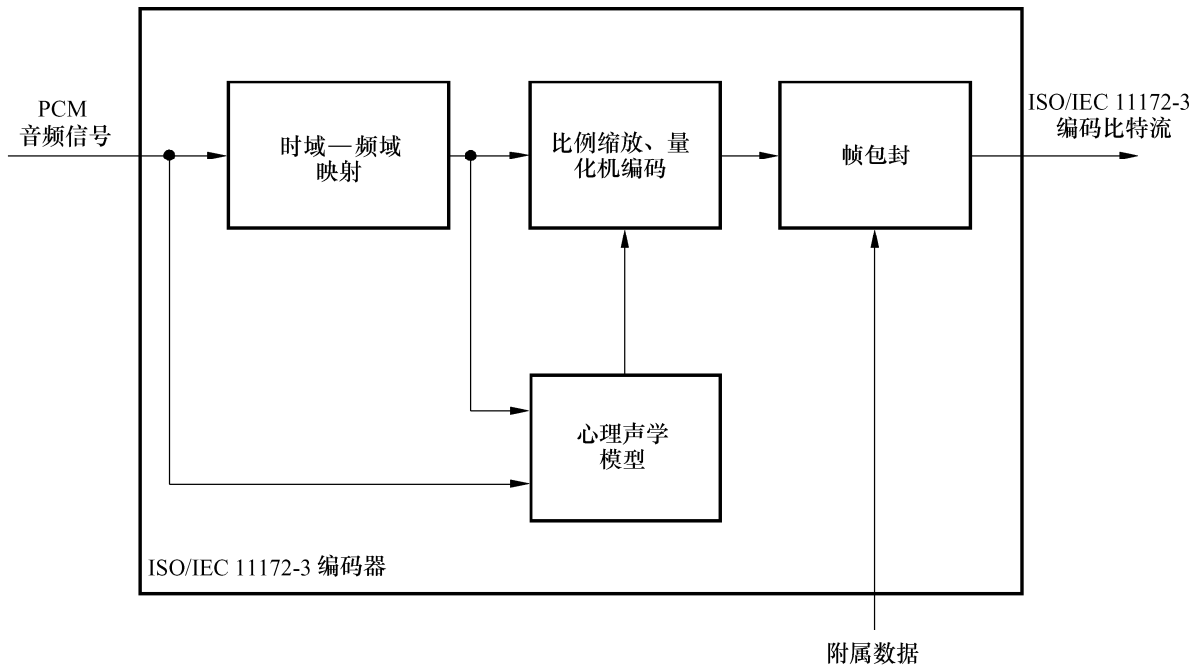 PCM
音频信号
时域—频域
映射
比例缩放、量
化机编码
帧包封
ISO/IEC 11172-3
编码比特流
心理声学
模型
ISO/IEC 11172-3 编码器
附属数据